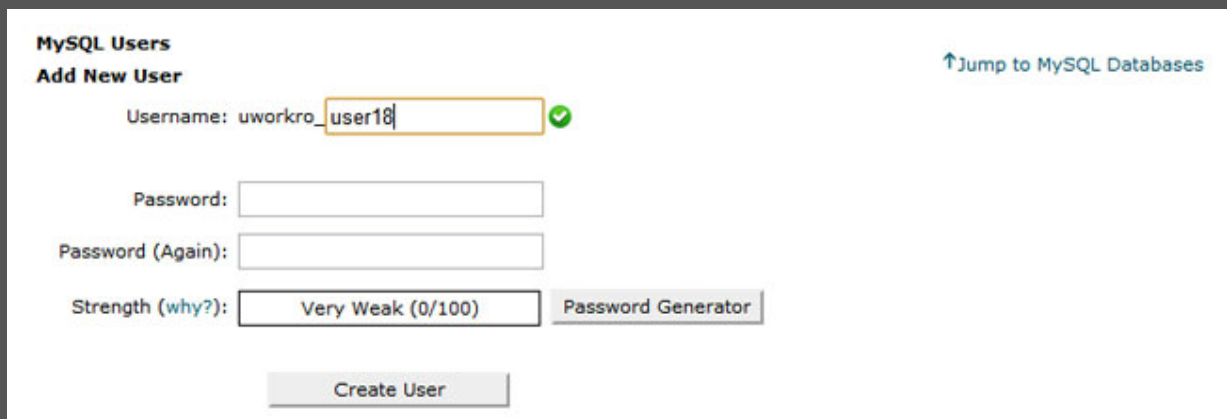 MySQL Users
↑Jump to MySQL Databases
Add New User
Username: uworkro_user18
Password:
Password (Again):
Strength (why?): Very Weak (0/100) Password Generator
Create User